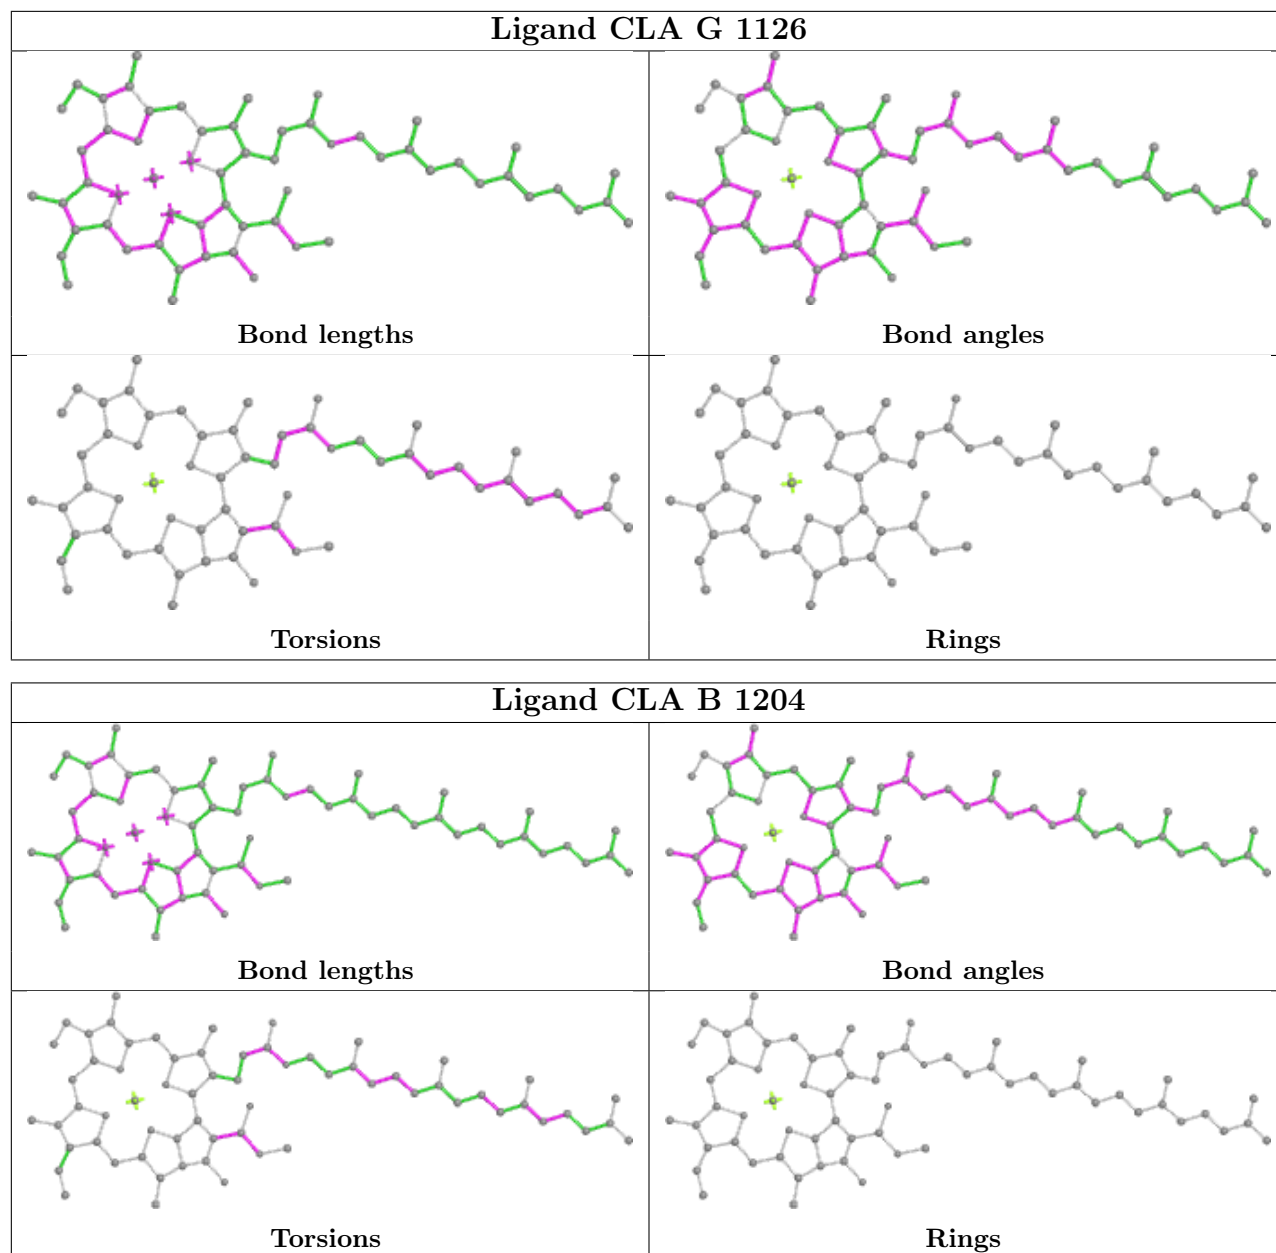 Ligand CLA G 1126
Bond lengths
Bond angles
Torsions
Rings
Ligand CLA B 1204
Bond lengths
Bond angles
Torsions
Rings